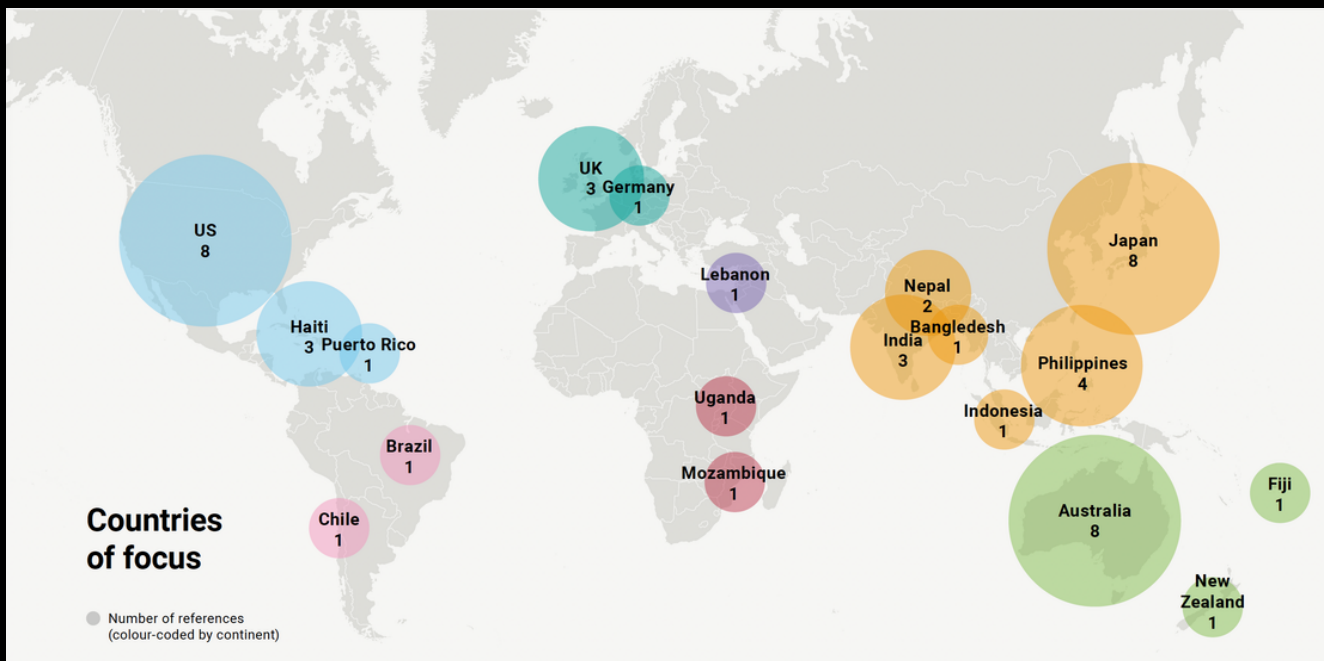 US
8
Haiti
3
Puerto Rico
1
Brazil
1
Chile
1
UK
3
Germany
1
Lebanon
1
Uganda
1
Mozambique
1
Nepal
2
Bangledesh
1
India
3
Japan
8
Philippines
4
Indonesia
1
Australia
8
Fiji
1
New
Zealand
1
Countries
of focus
Number of references
(colour-coded by continent)